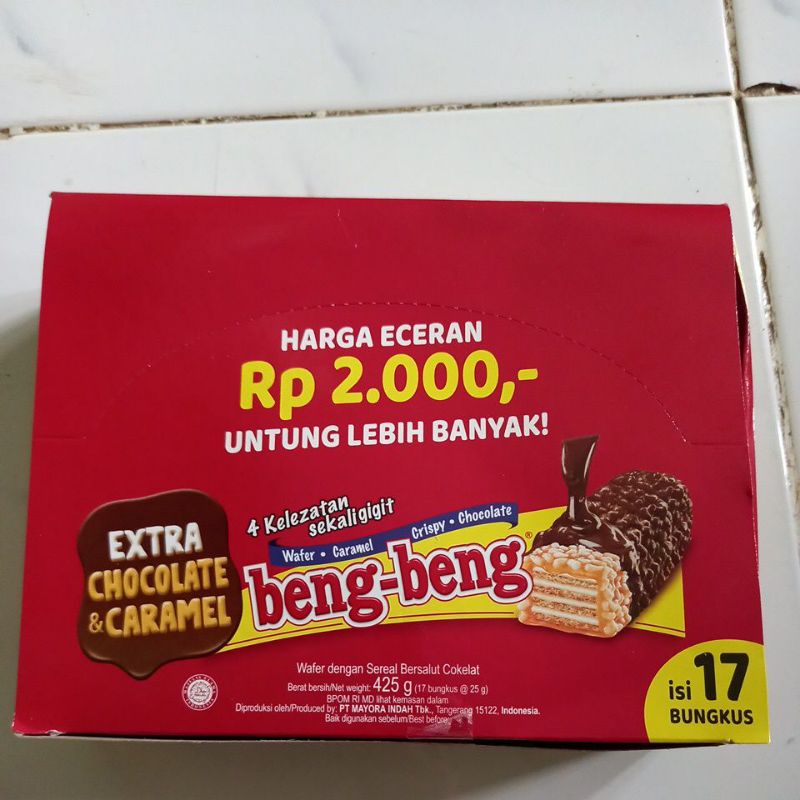 HARGA ECERAN
Rp 2.000,-
UNTUNG LEBIH BANYAK!
4 Kelezatan
sekali gigit
Wafer • Caramel Crispy • Chocolate
beng-beng®
EXTRA
CHOCOLATE
& CARAMEL
Wafer dengan Sereal Bersalut Cokelat
Berat bersih/Net weight: 425 g (17 bungkus @ 25 g)
BPOM RI MD lihat kemasan dalam
Diproduksi oleh/Produced by: PT MAYORA INDAH Tbk., Tangerang 15122, Indonesia.
Baik digunakan sebelum/Best before
isi 17
BUNGKUS